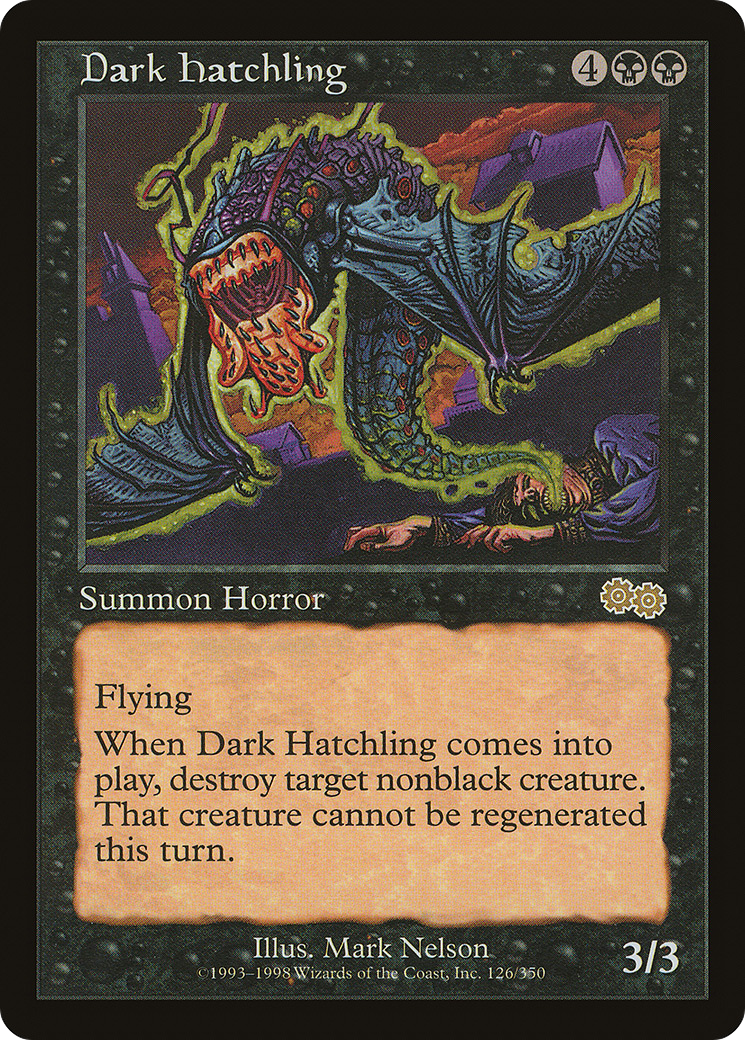 Dark Hatchling
4
Summon Horror
Flying
When Dark Hatchling comes into
play, destroy target nonblack creature.
That creature cannot be regenerated
this turn.
Illus. Mark Nelson
©1993–1998 Wizards of the Coast, Inc. 126/350
3/3